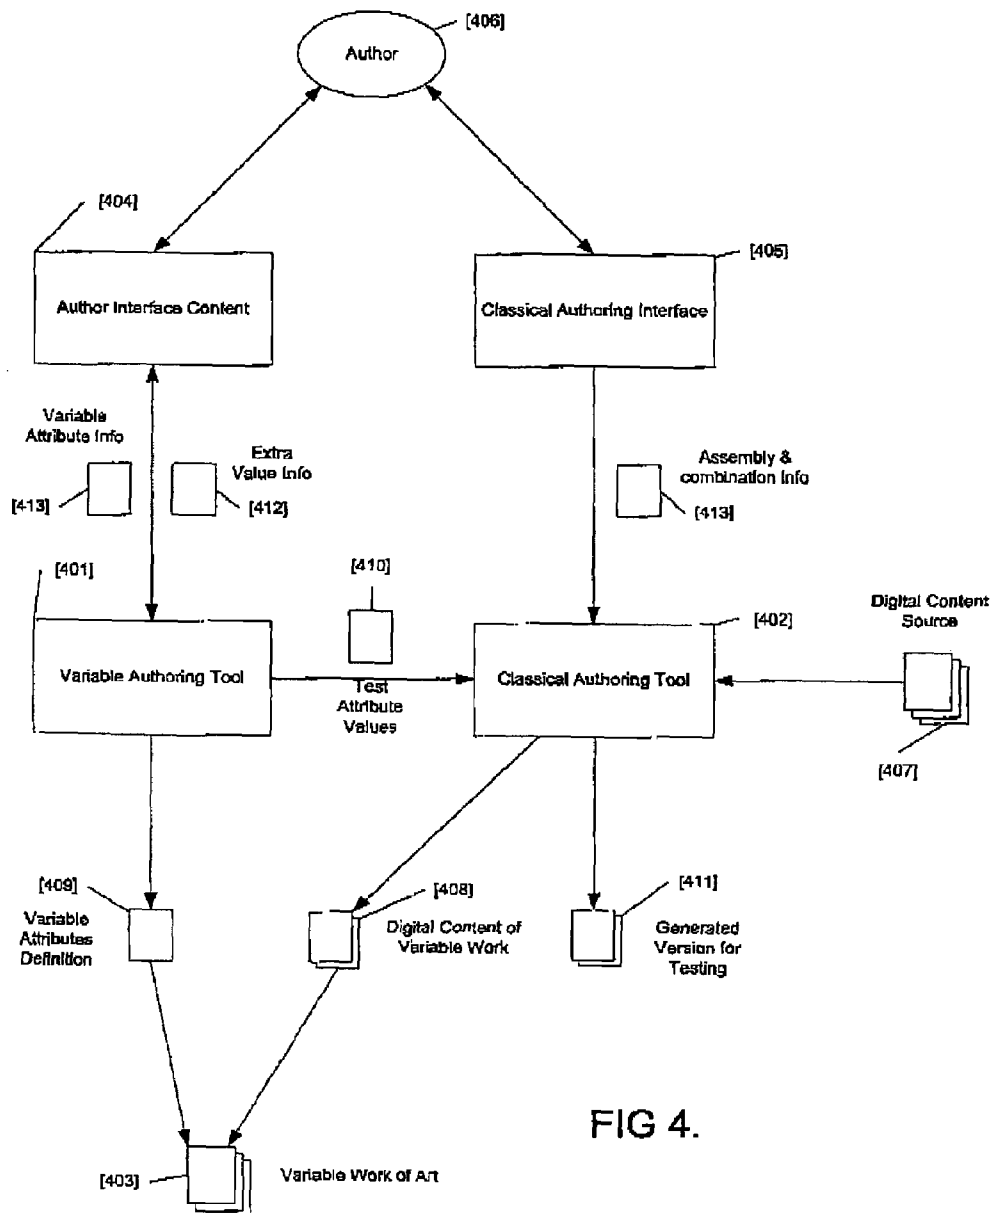 [406]
Author
[404]
[405]
Author Interface Content
Classical Authoring Interface
Variable
Attribute Info
Extra
Value Info
Assembly &
combination Info
[413]
[412]
[413]
[401]
[410]
[402]
Digital Content
Source
Variable Authoring Tool
Classical Authoring Tool
Test
Attribute
Values
[407]
[409]
[408]
[411]
Variable
Attributes
Definition
Digital Content of
Variable Work
Generated
Version for
Testing
FIG 4.
[403]
Variable Work of Art